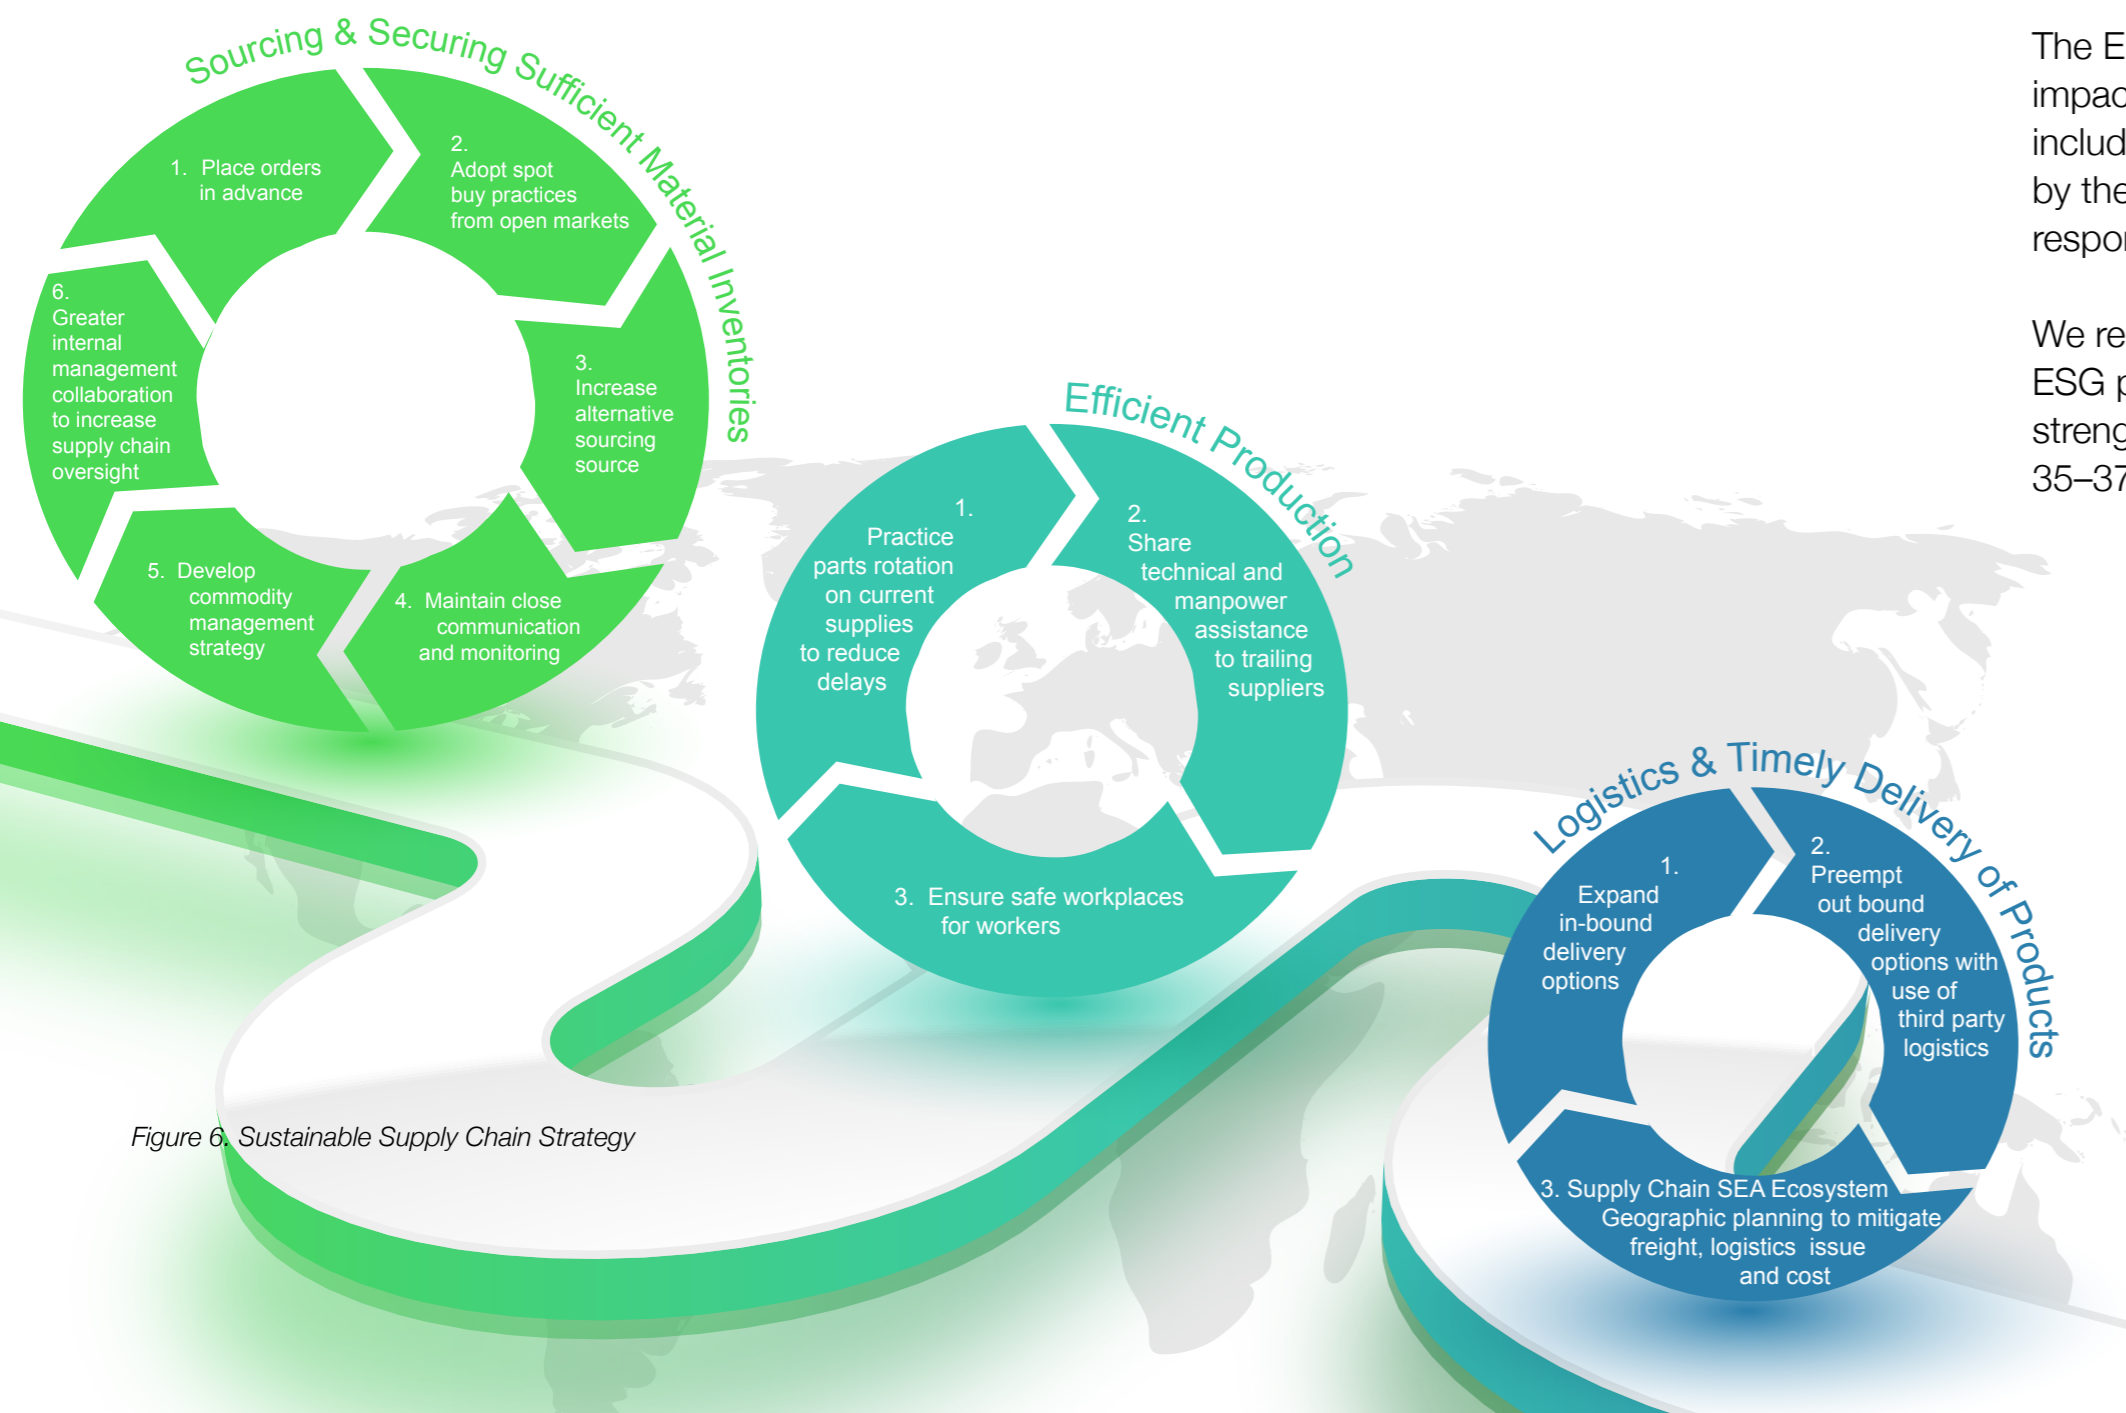 Sourcing & Securing Sufficient Material Inventories
1. Place orders
in advance
2.
Adopt spot
buy practices
from open markets
3.
Increase
alternative
sourcing
source
4. Maintain close
communication
and monitoring
5. Develop
commodity
management
strategy
6.
Greater
internal
management
collaboration
to increase
supply chain
oversight
Efficient Production
1.
Practice
parts rotation
on current
supplies
to reduce
delays
2.
Share
technical and
manpower
assistance
to trailing
suppliers
3. Ensure safe workplaces
for workers
Logistics & Timely Delivery of Products
1.
Expand
in-bound
delivery
options
2.
Preempt
out bound
delivery
options with
use of
third party
logistics
3. Supply Chain SEA Ecosystem
Geographic planning to mitigate
freight, logistics issue
and cost
Figure 6. Sustainable Supply Chain Strategy
The E
impac
includ
by the
respo
We re
ESG p
streng
35–37